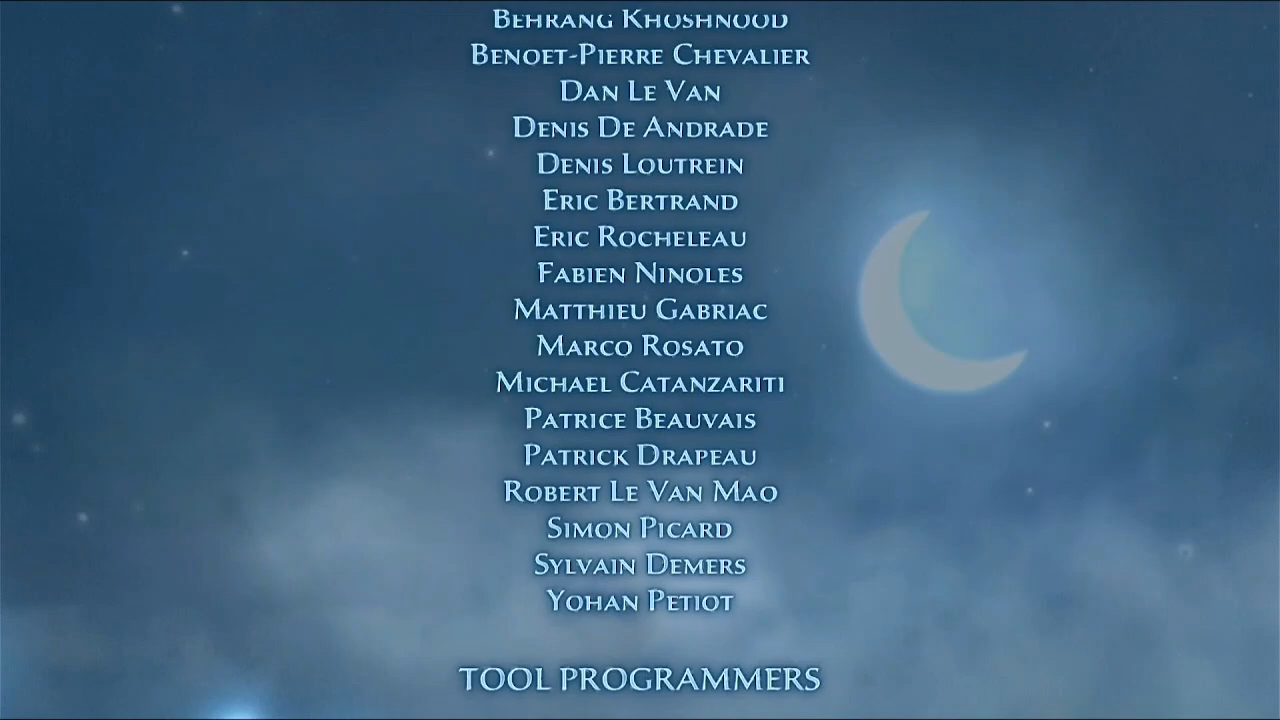 Behrang Khoshnood
Benoet-Pierre Chevalier
Dan Le Van
Denis De Andrade
Denis Loutrein
Eric Bertrand
Eric Rocheleau
Fabien Ninoles
Matthieu Gabriac
Marco Rosato
Michael Catanzariti
Patrice Beauvais
Patrick Drapeau
Robert Le Van Mao
Simon Picard
Sylvain Demers
Yohan Petiot
TOOL PROGRAMMERS